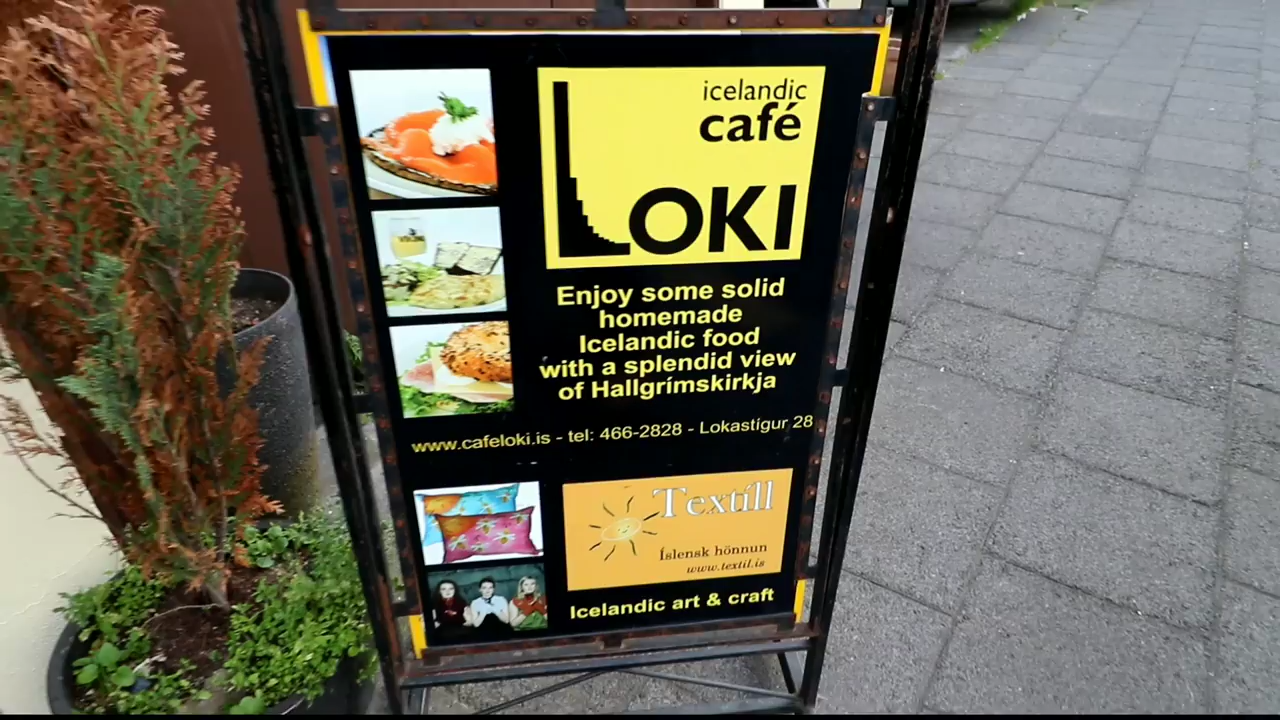 icelandic
café
LOKI
Enjoy some solid
homemade
Icelandic food
with a splendid view
of Hallgrímskirkja
www.cafeloki.is - tel: 466-2828 - Lokastígur 28
Textíll
Íslensk hönnun
www.textil.is
Icelandic art & craft